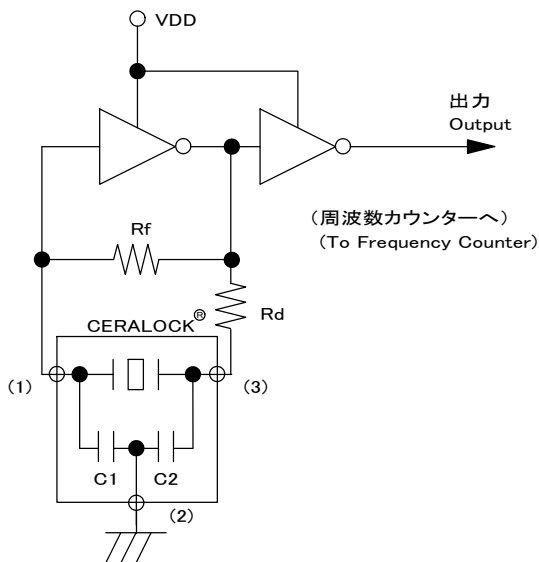 VDD
出力
Output
(周波数カウンターへ)
(To Frequency Counter)
Rf
Rd
CERALOCK®
(1)
(3)
C1
C2
(2)